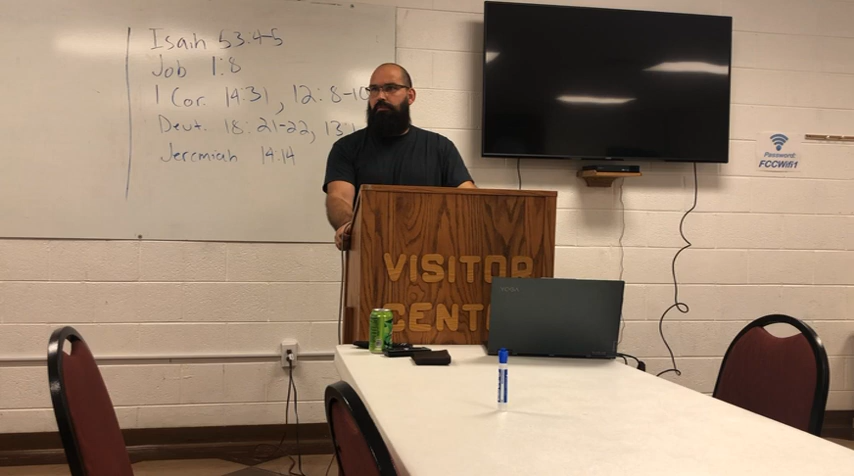 Isaih 53:4-5
Job 1:8
1 Cor. 14:31, 12:8-10
Deut. 18:21-22, 13:1
Jeremiah 14:14
VISITOR
CENT
YOGA
Password:
FCCWifi1